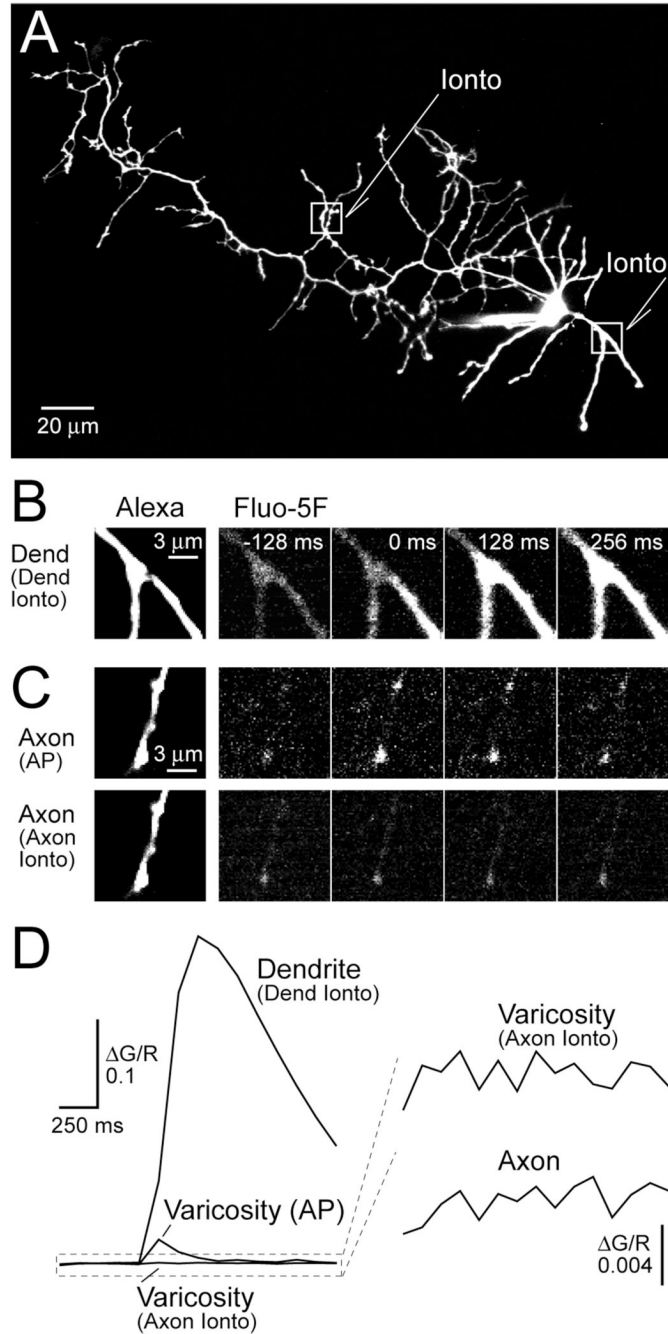 A
Ionto
Ionto
20 μm
B
Alexa
Fluo-5F
Dend
(Dend
Ionto)
3 μm
-128 ms
0 ms
128 ms
256 ms
C
Axon
(AP)
3 μm
Axon
(Axon
Ionto)
D
Dendrite
(Dend Ionto)
ΔG/R
0.1
250 ms
Varicosity (AP)
Varicosity
(Axon Ionto)
Varicosity
(Axon Ionto)
Axon
ΔG/R
0.004